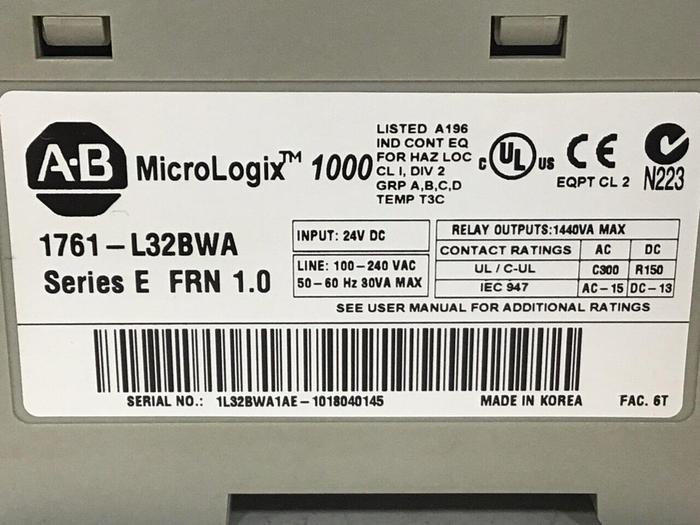 A·B
MicroLogix™ 1000
LISTED A196
IND CONT EQ
FOR HAZ LOC
CL I, DIV 2
GRP A,B,C,D
TEMP T3C
C UL US
CE
EQPT CL 2
N223
1761-L32BWA
Series E FRN 1.0
INPUT: 24V DC
LINE: 100-240 VAC
50-60 Hz 30VA MAX
RELAY OUTPUTS:1440VA MAX
CONTACT RATINGS AC DC
UL / C-UL C300 R150
IEC 947 AC-15 DC-13
SEE USER MANUAL FOR ADDITIONAL RATINGS
SERIAL NO.: 1L32BWA1AE-1018040145
MADE IN KOREA
FAC. 6T